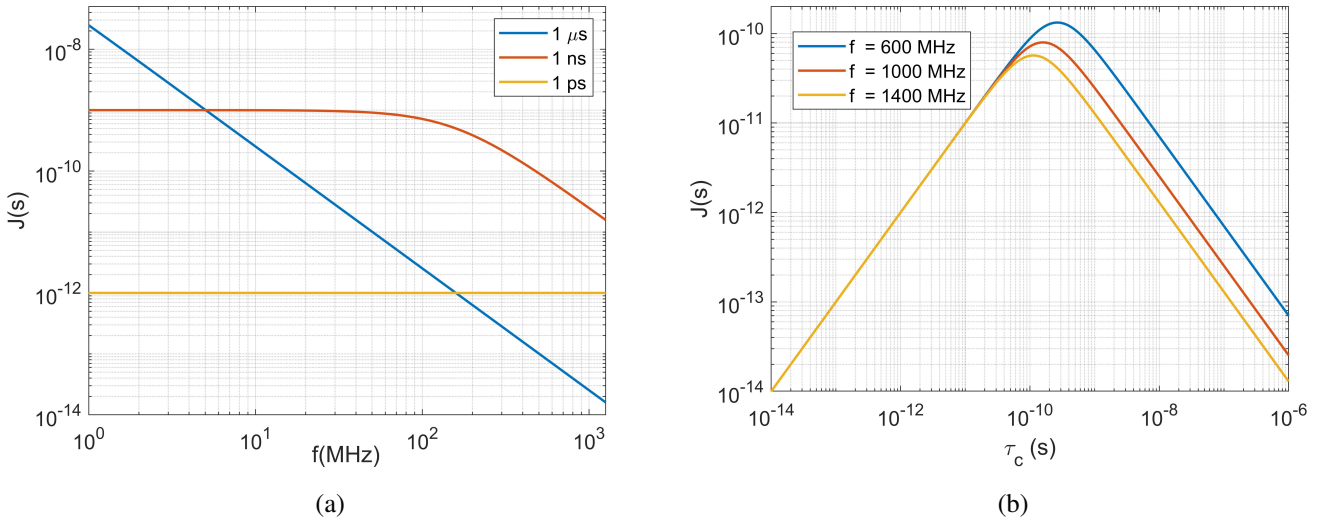 10^-8
10^-10
10^-12
10^-14
J(s)
10^0
10^1
10^2
10^3
f(MHz)
1 μs
1 ns
1 ps
(a)
10^-10
10^-11
10^-12
10^-13
10^-14
J(s)
10^-14
10^-12
10^-10
10^-8
10^-6
τ_c (s)
f = 600 MHz
f = 1000 MHz
f = 1400 MHz
(b)